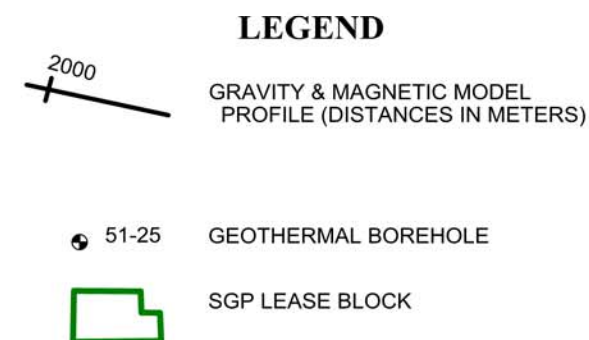 LEGEND
2000
GRAVITY & MAGNETIC MODEL
PROFILE (DISTANCES IN METERS)
51-25 GEOTHERMAL BOREHOLE
SGP LEASE BLOCK